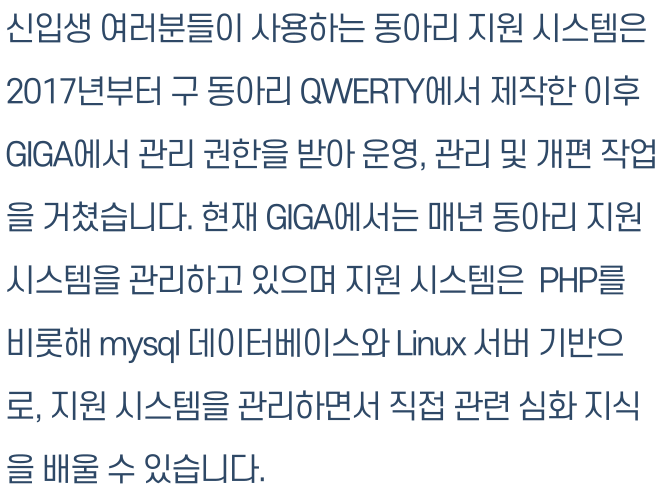 신입생 여러분들이 사용하는 동아리 지원 시스템은
2017년부터 구 동아리 QWERTY에서 제작한 이후
GIGA에서 관리 권한을 받아 운영, 관리 및 개편 작업
을 거쳤습니다. 현재 GIGA에서는 매년 동아리 지원
시스템을 관리하고 있으며 지원 시스템은 PHP를
비롯해 mysql 데이터베이스와 Linux 서버 기반으
로, 지원 시스템을 관리하면서 직접 관련 심화 지식
을 배울 수 있습니다.